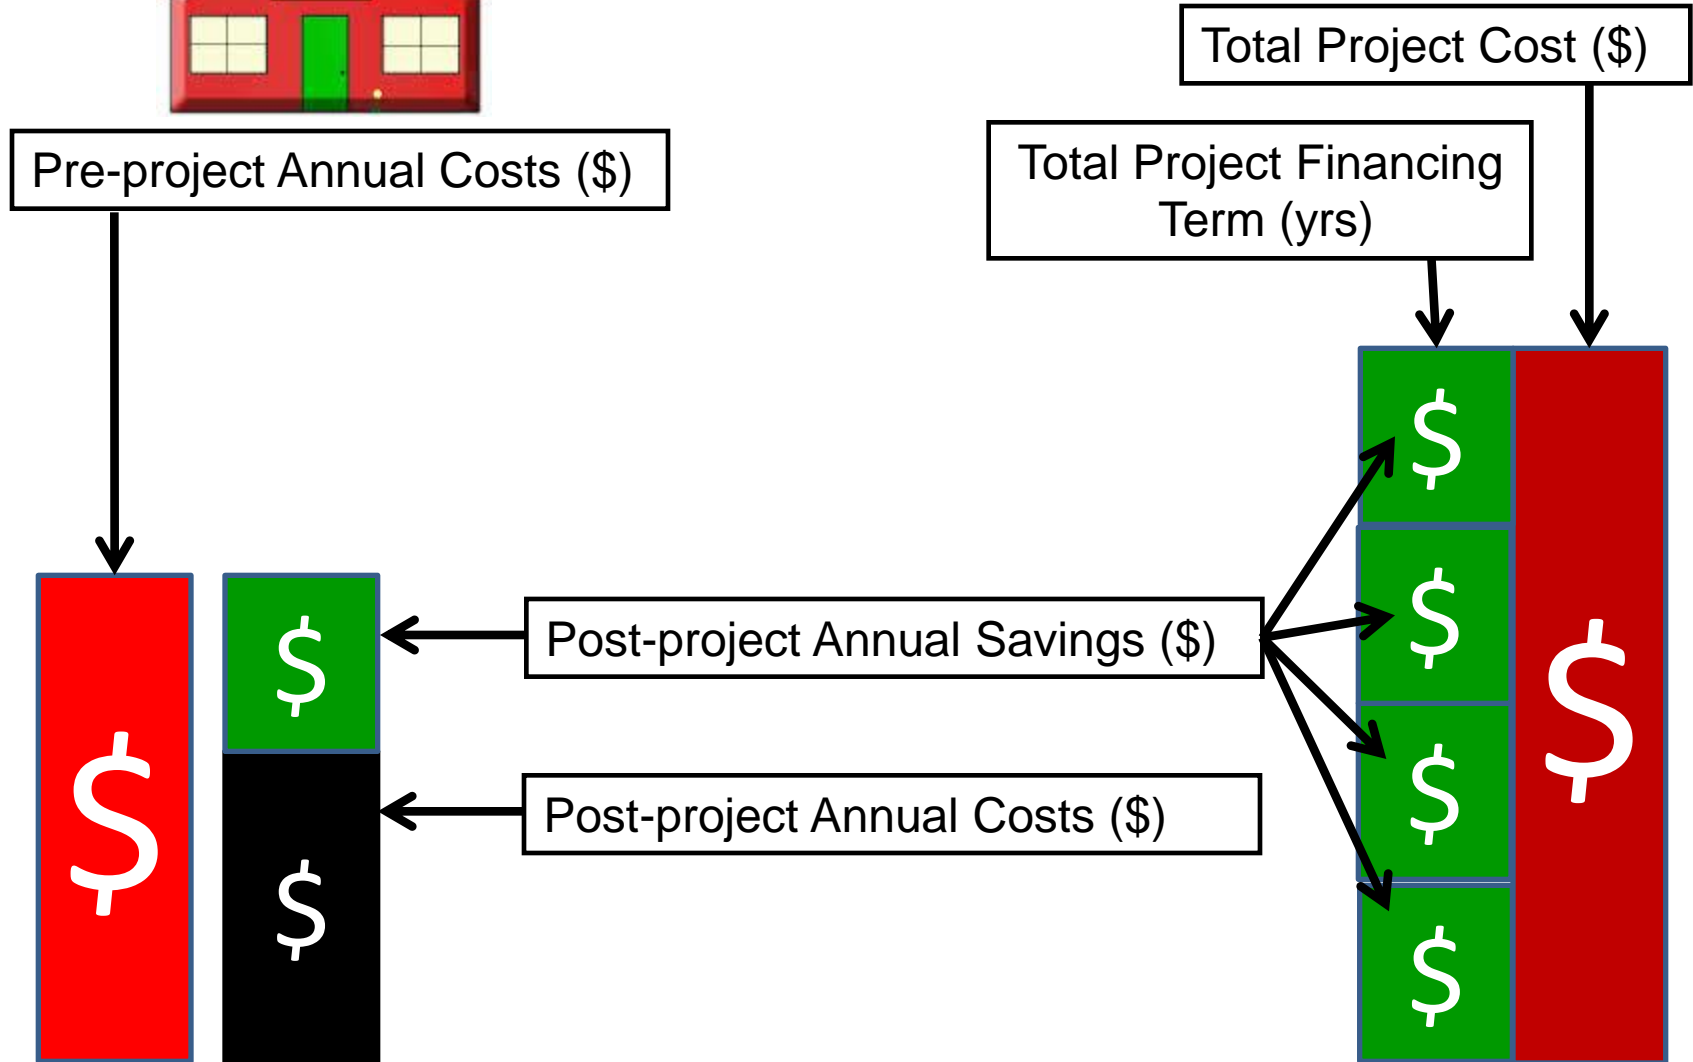 Total Project Cost ($)
Pre-project Annual Costs ($)
Total Project Financing
Term (yrs)
$
$
$
$
$
$
$
$
Post-project Annual Savings ($)
Post-project Annual Costs ($)